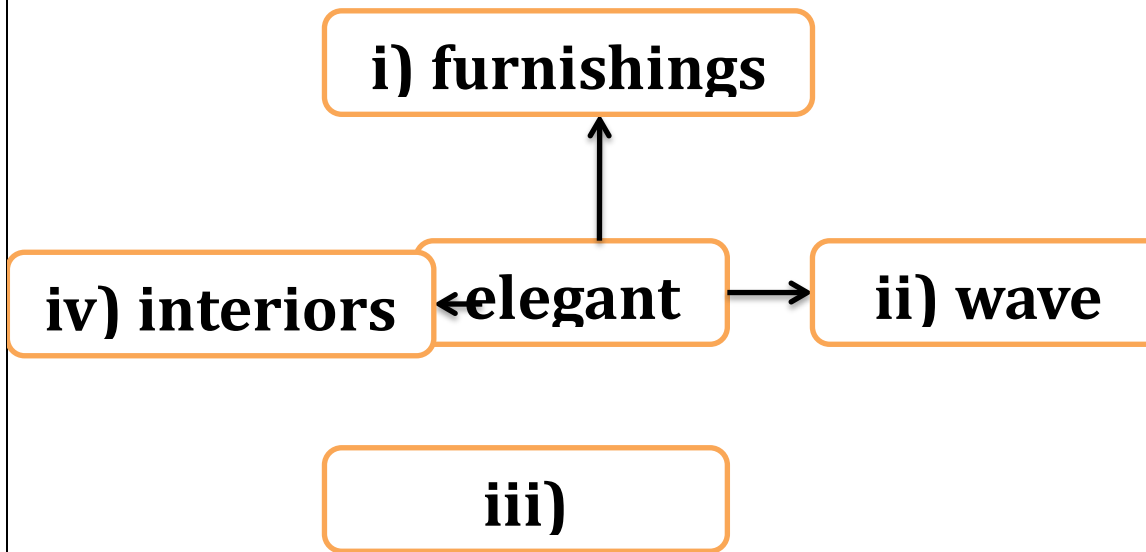 i) furnishings
iv) interiors
elegant
ii) wave
iii)